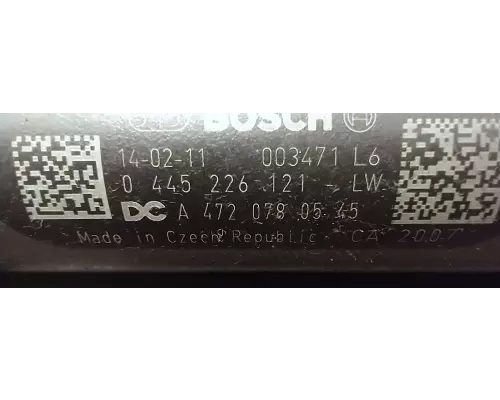 BOSCH
14-02-11 003471 L6
0 445 226 121 - LW
DC A 472 078 05 45
Made in Czech Republic CA 2007